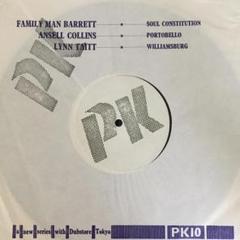 FAMILY MAN BARRETT SOUL CONSTITUTION
ANSELL COLLINS PORTOBELLO
LYNN TAITT WILLIAMSBURG
PK
PK
PK
a new series with Dubstore Tokyo PK10